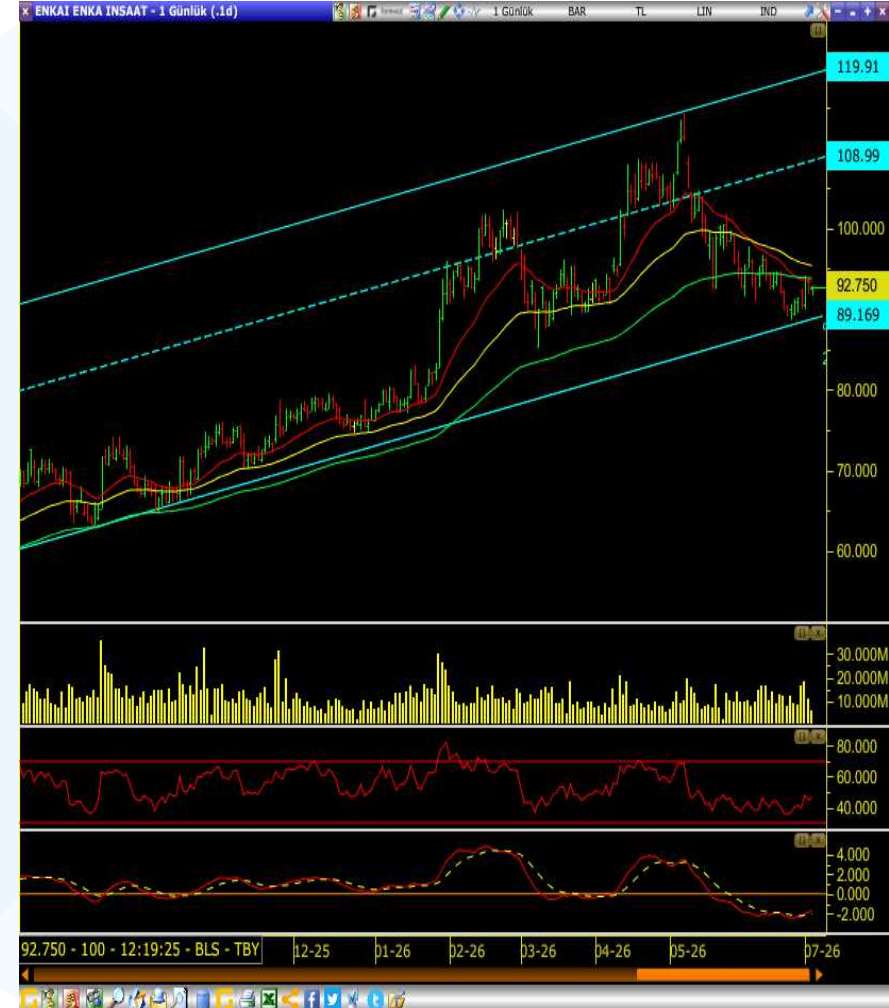 ENKAI ENKA INSAAT - 1 Günlük (.1d)
1 Günlük BAR TL LIN IND
119.91
108.99
100.000
92.750
89.169
80.000
70.000
60.000
30.000M
20.000M
10.000M
80.000
60.000
40.000
4.000
2.000
0.000
-2.000
92.750 - 100 - 12:19:25 - BLS - TBY
12-25 01-26 02-26 03-26 04-26 05-26 07-26